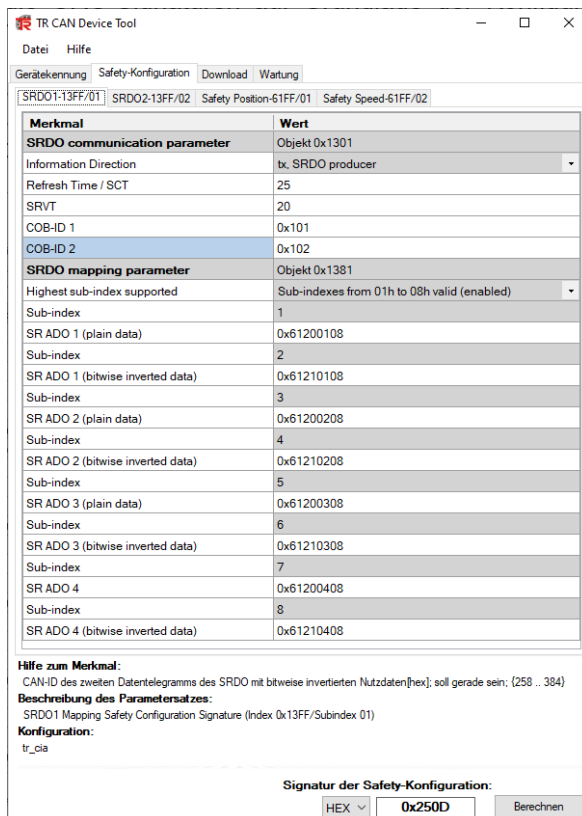 TR CAN Device Tool
Datei Hilfe
Gerätekennung Safety-Konfiguration Download Wartung
SRDO1-13FF/01 SRDO2-13FF/02 Safety Position-61FF/01 Safety Speed-61FF/02
Merkmal Wert
SRDO communication parameter Objekt 0x1301
Information Direction tx, SRDO producer
Refresh Time / SCT 25
SRVT 20
COB-ID 1 0x101
COB-ID 2 0x102
SRDO mapping parameter Objekt 0x1381
Highest sub-index supported Sub-indexes from 01h to 08h valid (enabled)
Sub-index 1
SR ADO 1 (plain data) 0x61200108
Sub-index 2
SR ADO 1 (bitwise inverted data) 0x61210108
Sub-index 3
SR ADO 2 (plain data) 0x61200208
Sub-index 4
SR ADO 2 (bitwise inverted data) 0x61210208
Sub-index 5
SR ADO 3 (plain data) 0x61200308
Sub-index 6
SR ADO 3 (bitwise inverted data) 0x61210308
Sub-index 7
SR ADO 4 0x61200408
Sub-index 8
SR ADO 4 (bitwise inverted data) 0x61210408
Hilfe zum Merkmal:
CAN-ID des zweiten Datentelegramms des SRDO mit bitweise invertierten Nutzdaten[hex]; soll gerade sein; {258 .. 384}
Beschreibung des Parametersatzes:
SRDO1 Mapping Safety Configuration Signature (Index 0x13FF/Subindex 01)
Konfiguration:
tr_cia
Signatur der Safety-Konfiguration:
HEX 0x250D Berechnen